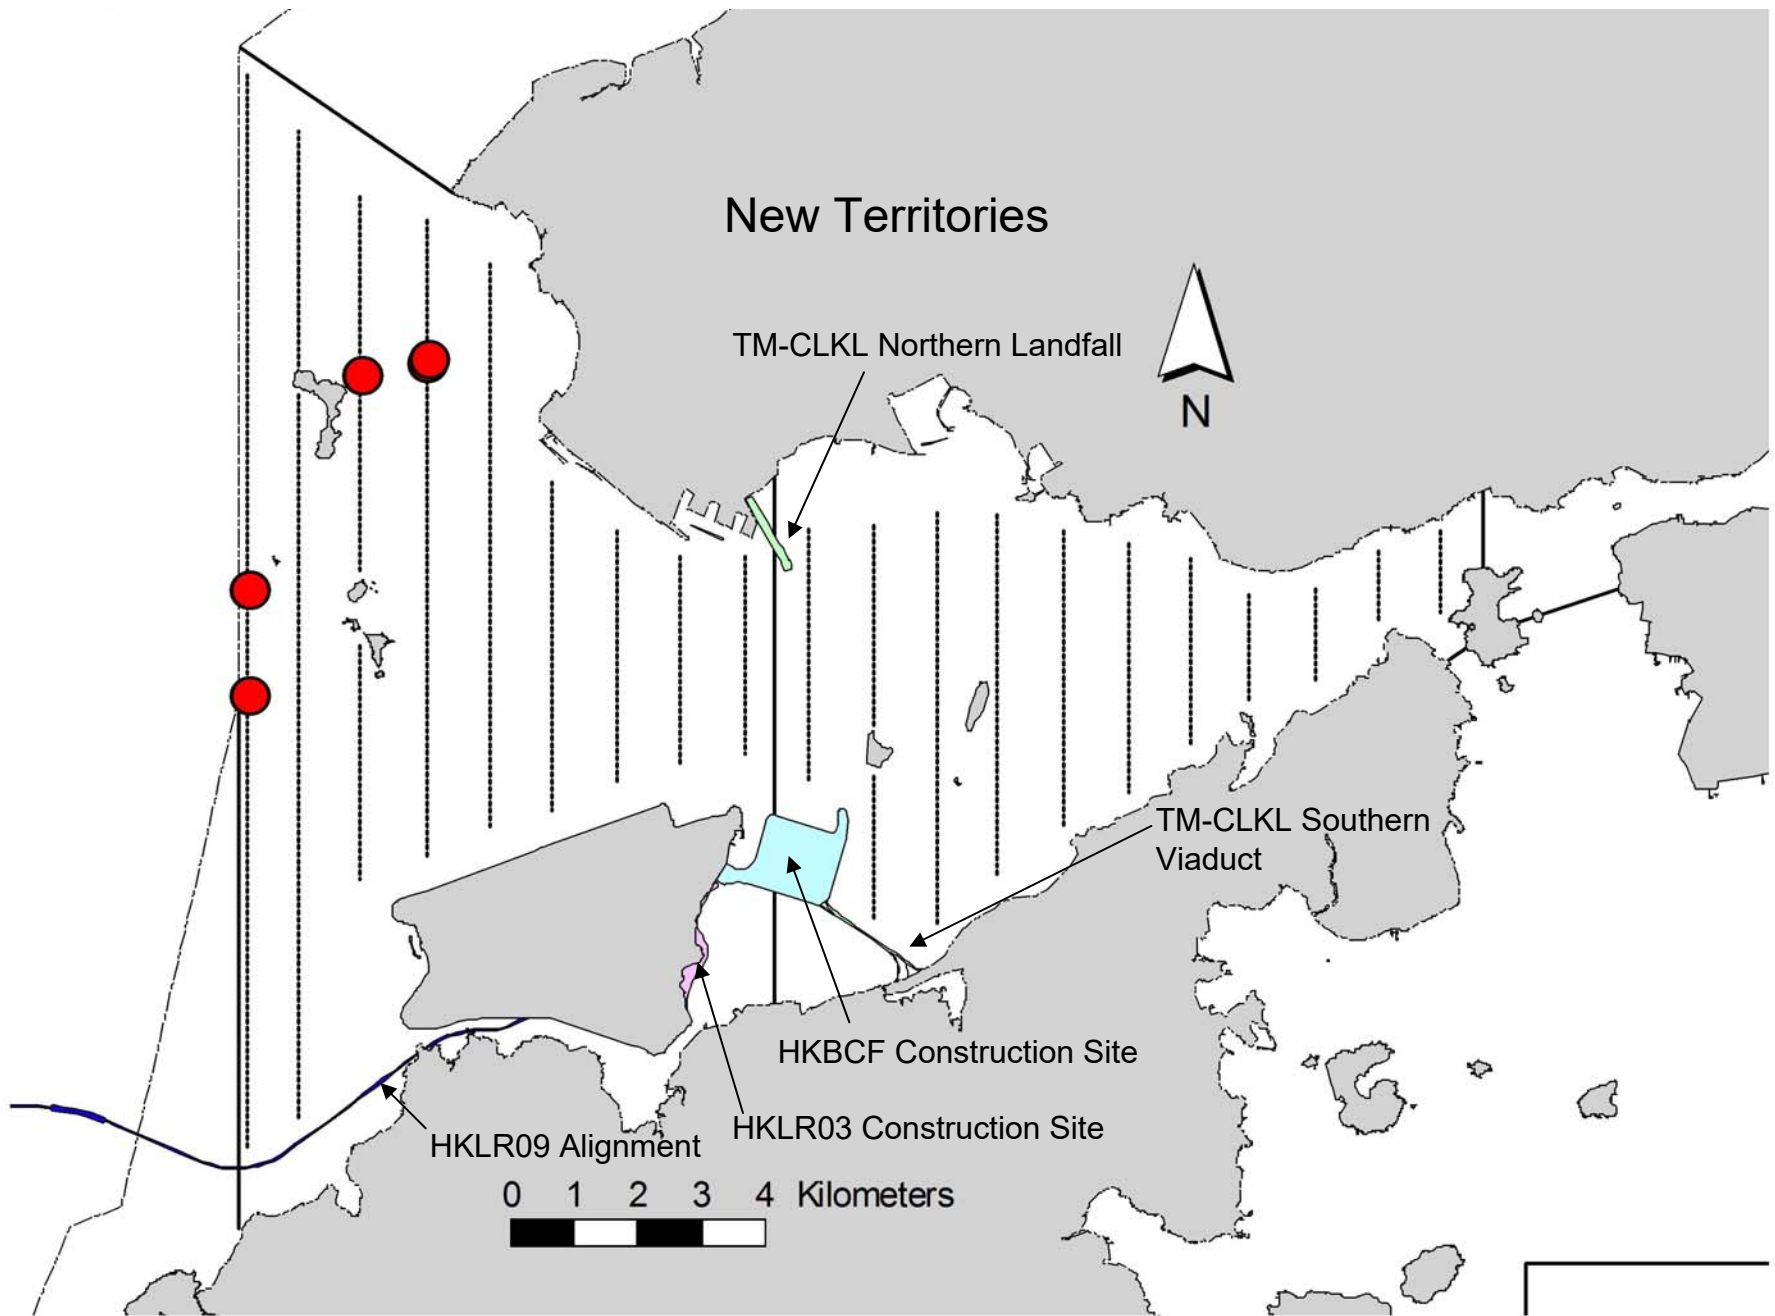 New Territories
TM-CLKL Northern Landfall
N
TM-CLKL Southern
Viaduct
HKBCF Construction Site
HKLR03 Construction Site
HKLR09 Alignment
0 1 2 3 4 Kilometers